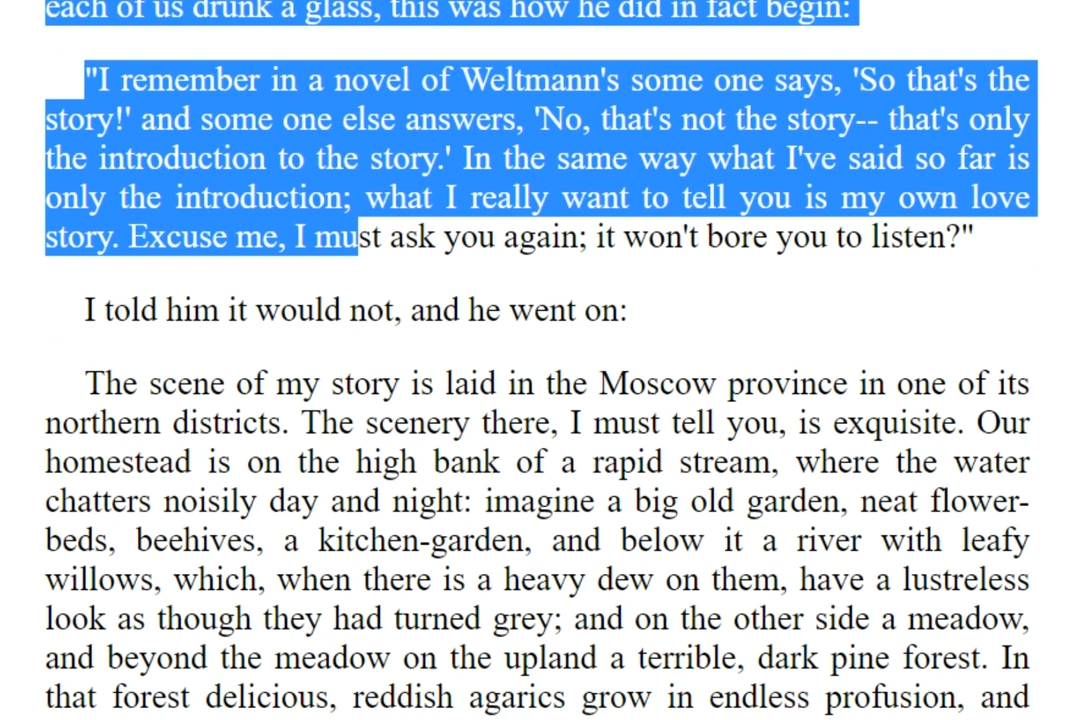 each of us drunk a glass, this was how he did in fact begin:
"I remember in a novel of Weltmann's some one says, 'So that's the
story!' and some one else answers, 'No, that's not the story-- that's only
the introduction to the story.' In the same way what I've said so far is
only the introduction; what I really want to tell you is my own love
story. Excuse me, I must ask you again; it won't bore you to listen?"
I told him it would not, and he went on:
The scene of my story is laid in the Moscow province in one of its
northern districts. The scenery there, I must tell you, is exquisite. Our
homestead is on the high bank of a rapid stream, where the water
chatters noisily day and night: imagine a big old garden, neat flower-
beds, beehives, a kitchen-garden, and below it a river with leafy
willows, which, when there is a heavy dew on them, have a lustreless
look as though they had turned grey; and on the other side a meadow,
and beyond the meadow on the upland a terrible, dark pine forest. In
that forest delicious, reddish agarics grow in endless profusion, and